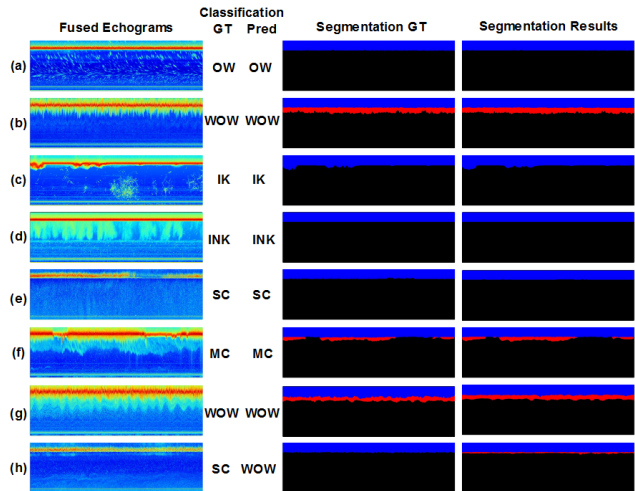 Fused Echograms Classification Segmentation GT Segmentation Results
GT Pred
(a) OW OW
(b) WOW WOW
(c) IK IK
(d) INK INK
(e) SC SC
(f) MC MC
(g) WOW WOW
(h) SC WOW